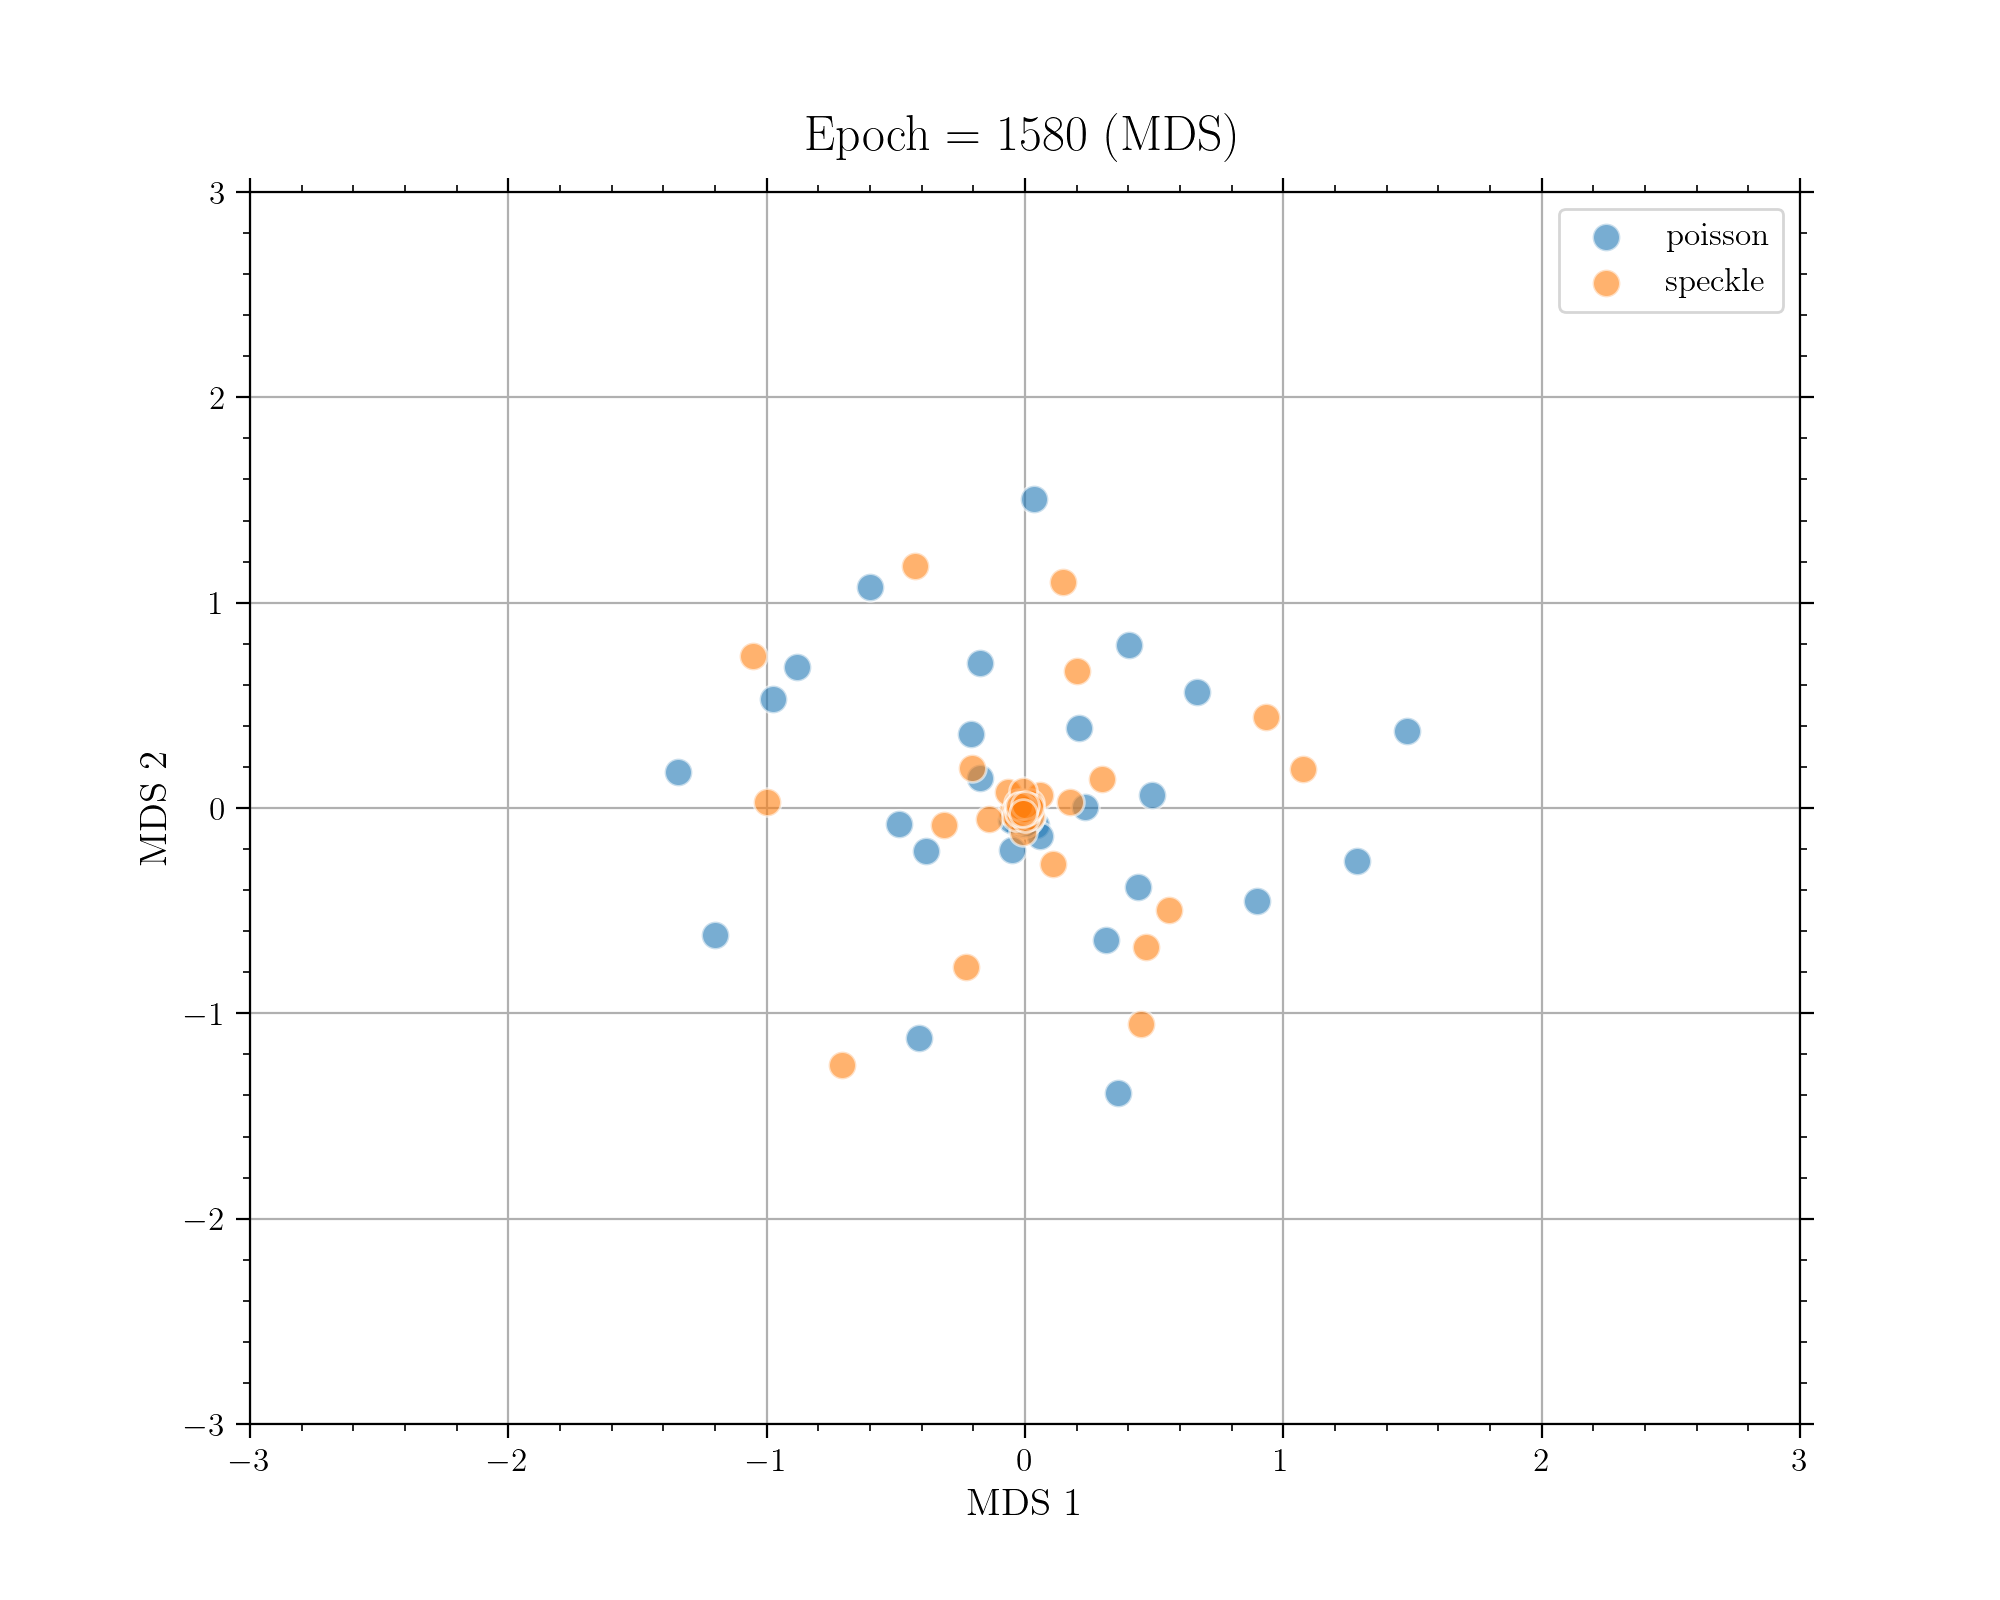 Epoch = 1580 (MDS)
poisson
speckle
MDS 2
3
2
1
0
−1
−2
−3
−3 −2 −1 0 1 2 3
MDS 1